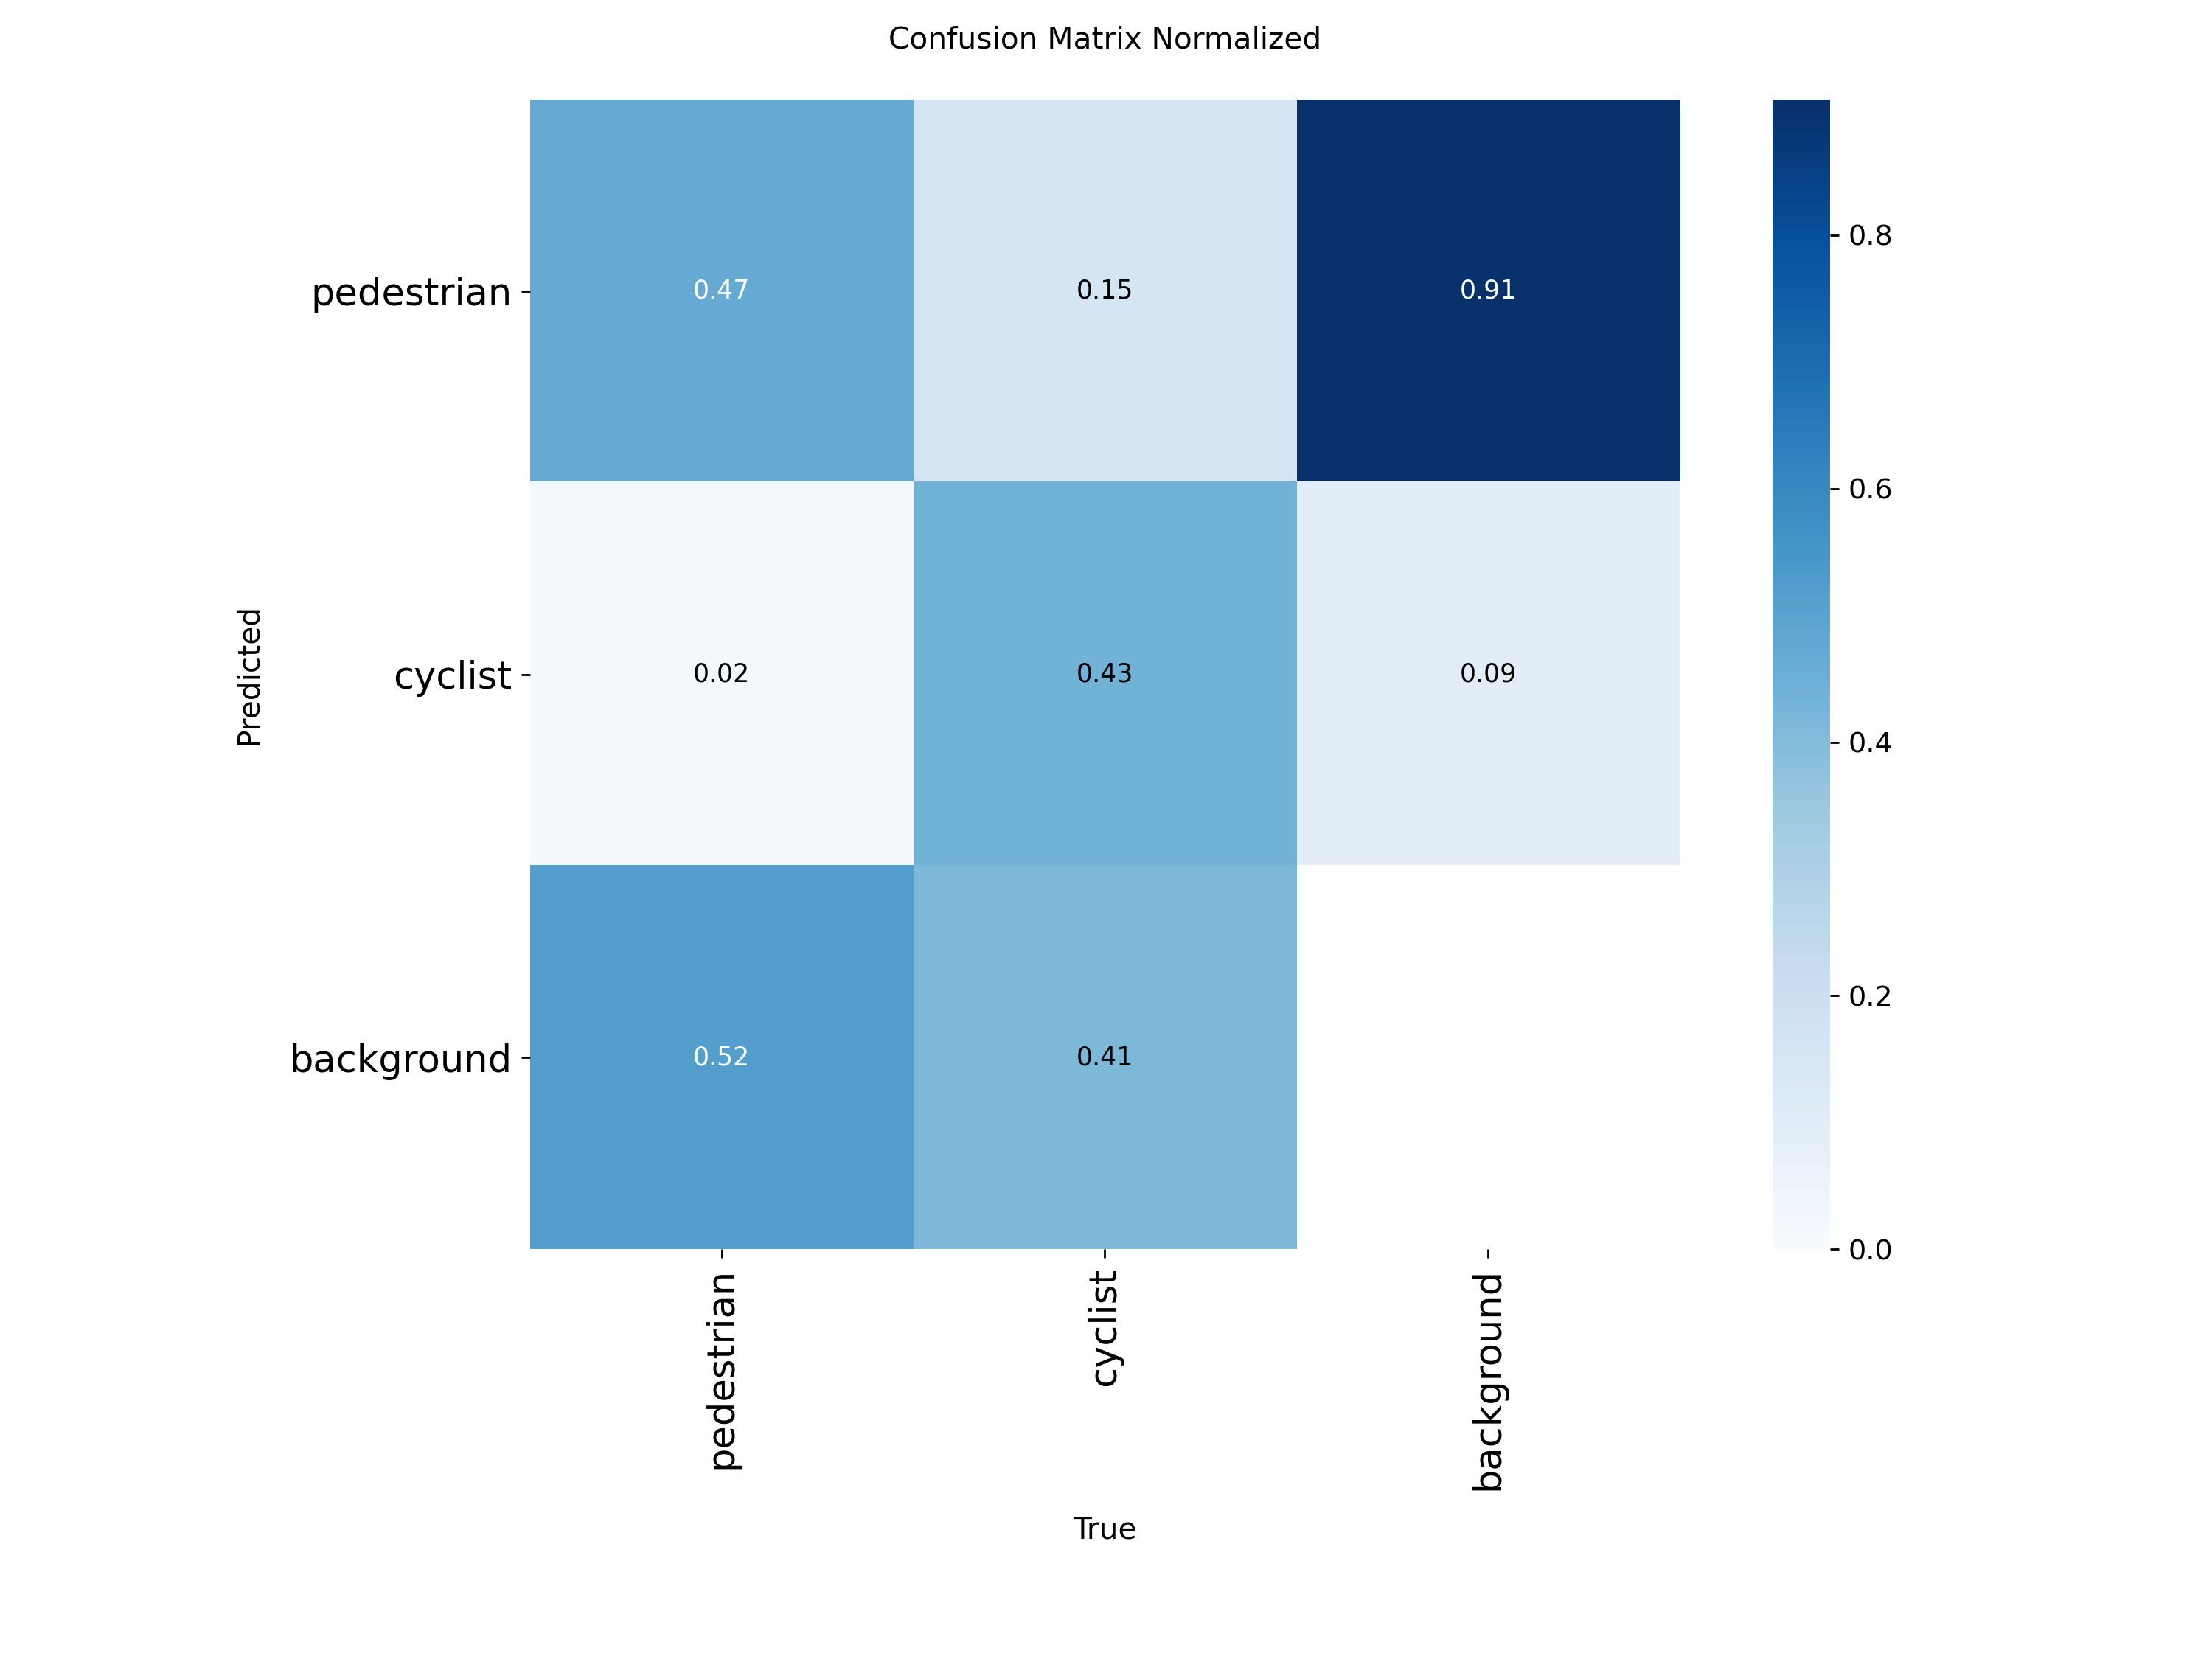 Confusion Matrix Normalized
pedestrian
0.47
0.15
0.91
cyclist
0.02
0.43
0.09
background
0.52
0.41
Predicted
pedestrian
cyclist
background
True
0.8
0.6
0.4
0.2
0.0